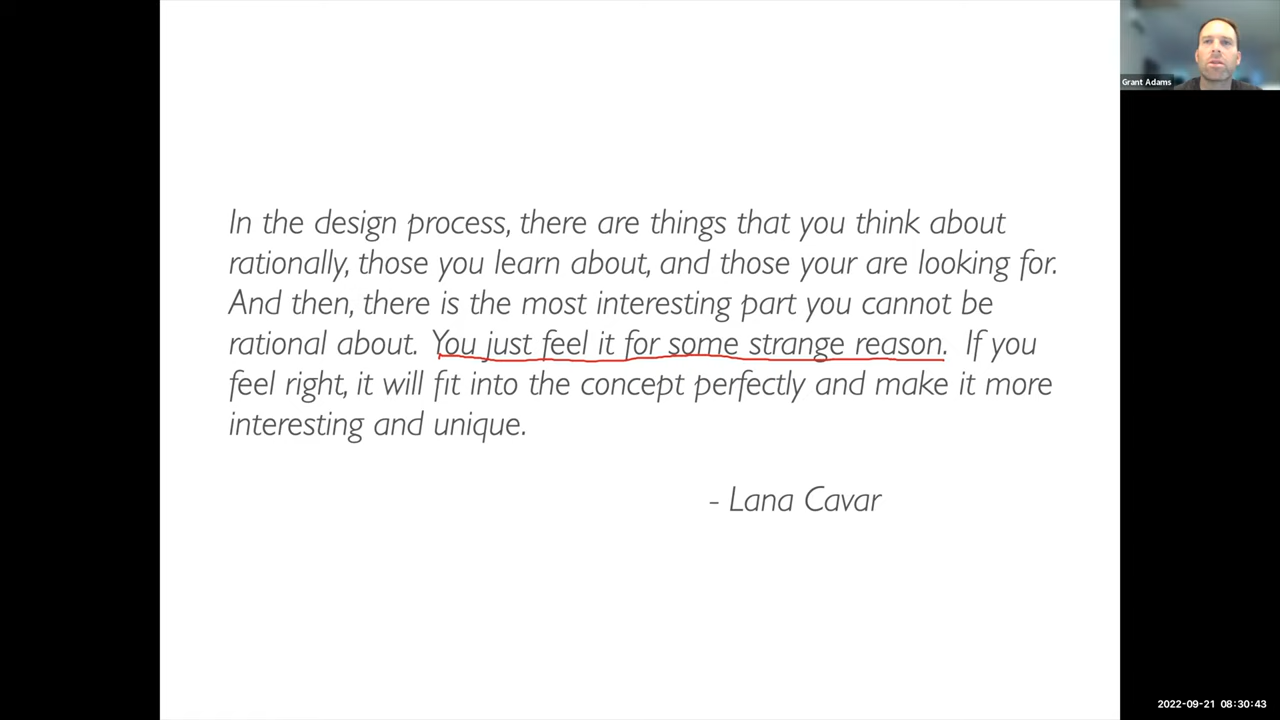 Grant Adams
In the design process, there are things that you think about
rationally, those you learn about, and those your are looking for.
And then, there is the most interesting part you cannot be
rational about.  You just feel it for some strange reason.  If you
feel right, it will fit into the concept perfectly and make it more
interesting and unique.
- Lana Cavar
2022-09-21 08:30:43